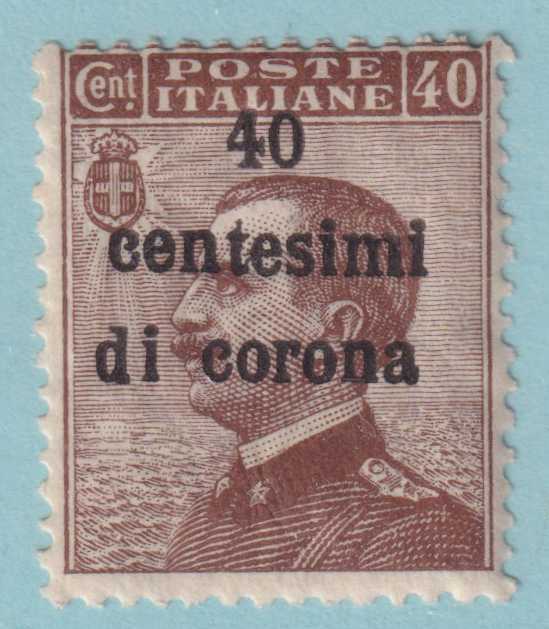 Cent. POSTE ITALIANE 40
40
centesimi
di corona